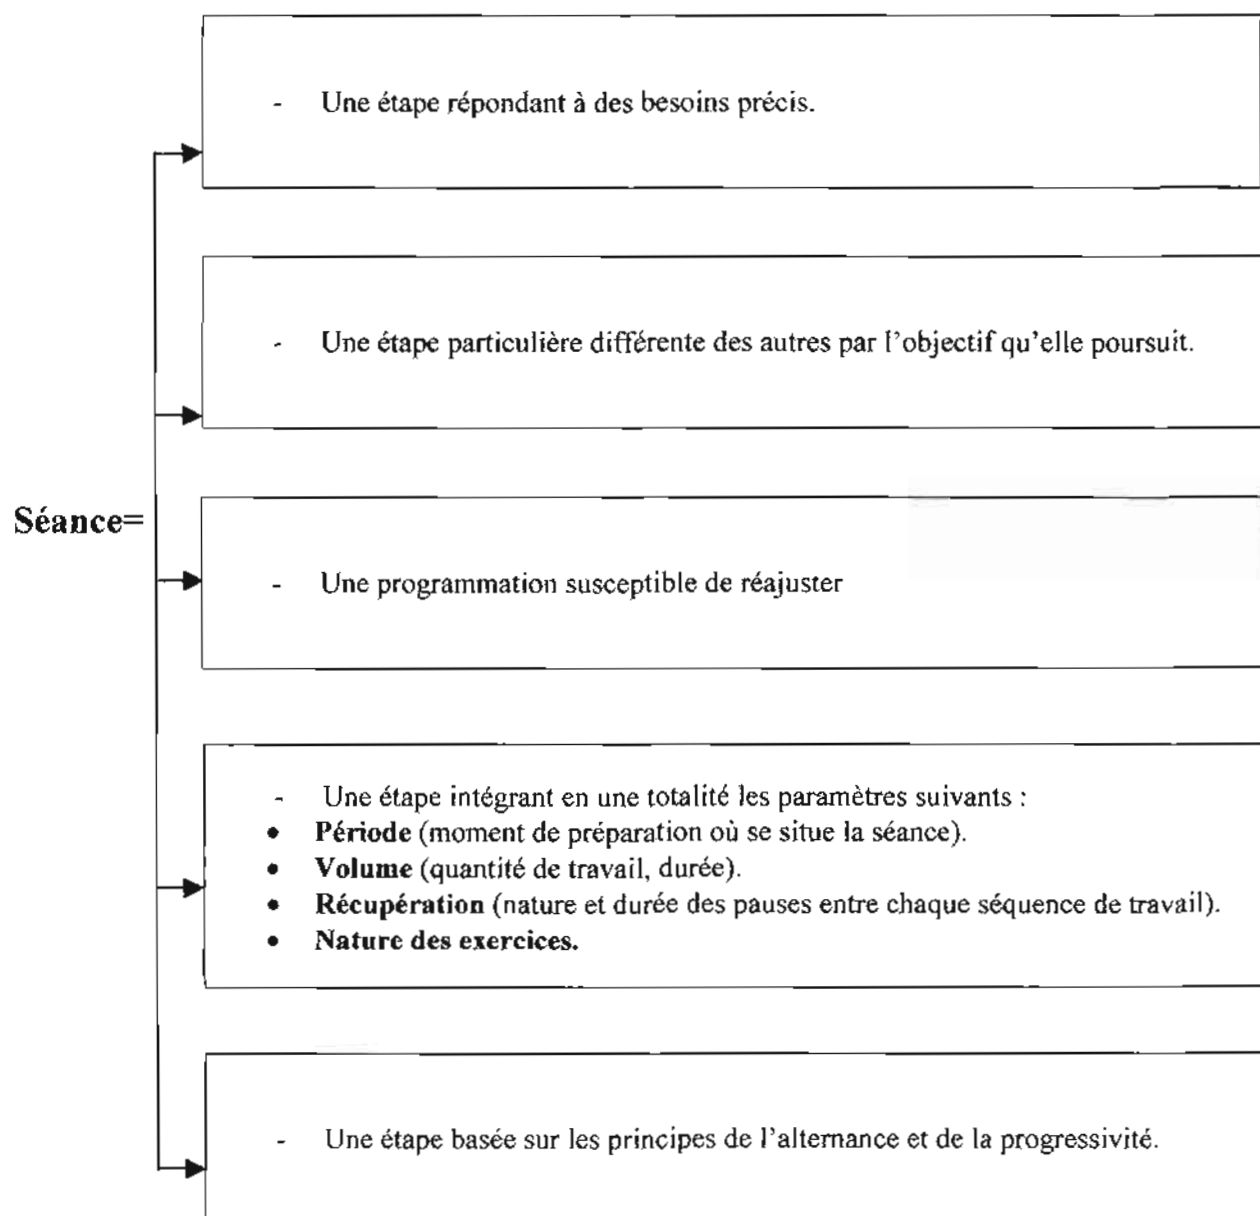 - Une étape répondant à des besoins précis.
- Une étape particulière différente des autres par l'objectif qu'elle poursuit.
Séance=
- Une programmation susceptible de réajuster
- Une étape intégrant en une totalité les paramètres suivants :
• Période (moment de préparation où se situe la séance).
• Volume (quantité de travail, durée).
• Récupération (nature et durée des pauses entre chaque séquence de travail).
• Nature des exercices.
- Une étape basée sur les principes de l'alternance et de la progressivité.